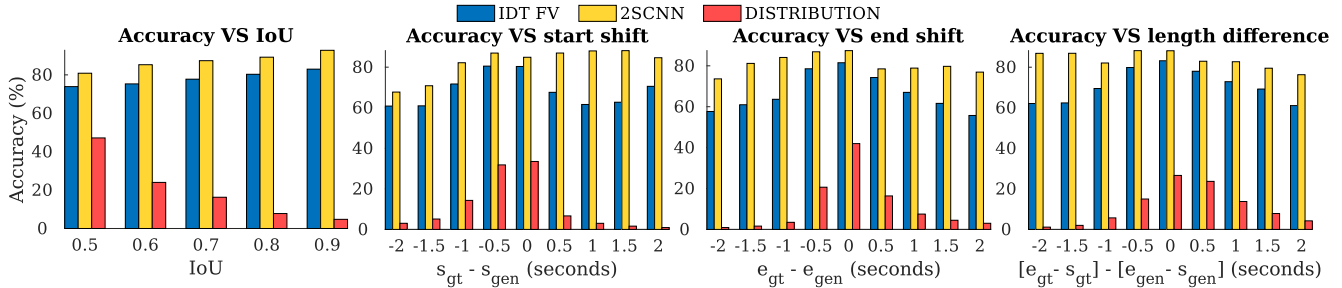 IDT FV 2SCNN DISTRIBUTION
Accuracy VS IoU
Accuracy (%)
80
60
40
20
0
0.5 0.6 0.7 0.8 0.9
IoU
Accuracy VS start shift
80
60
40
20
0
-2 -1.5 -1 -0.5 0 0.5 1 1.5 2
s_gt - s_gen (seconds)
Accuracy VS end shift
80
60
40
20
0
-2 -1.5 -1 -0.5 0 0.5 1 1.5 2
e_gt - e_gen (seconds)
Accuracy VS length difference
80
60
40
20
0
-2 -1.5 -1 -0.5 0 0.5 1 1.5 2
[e_gt- s_gt] - [e_gen - s_gen] (seconds)